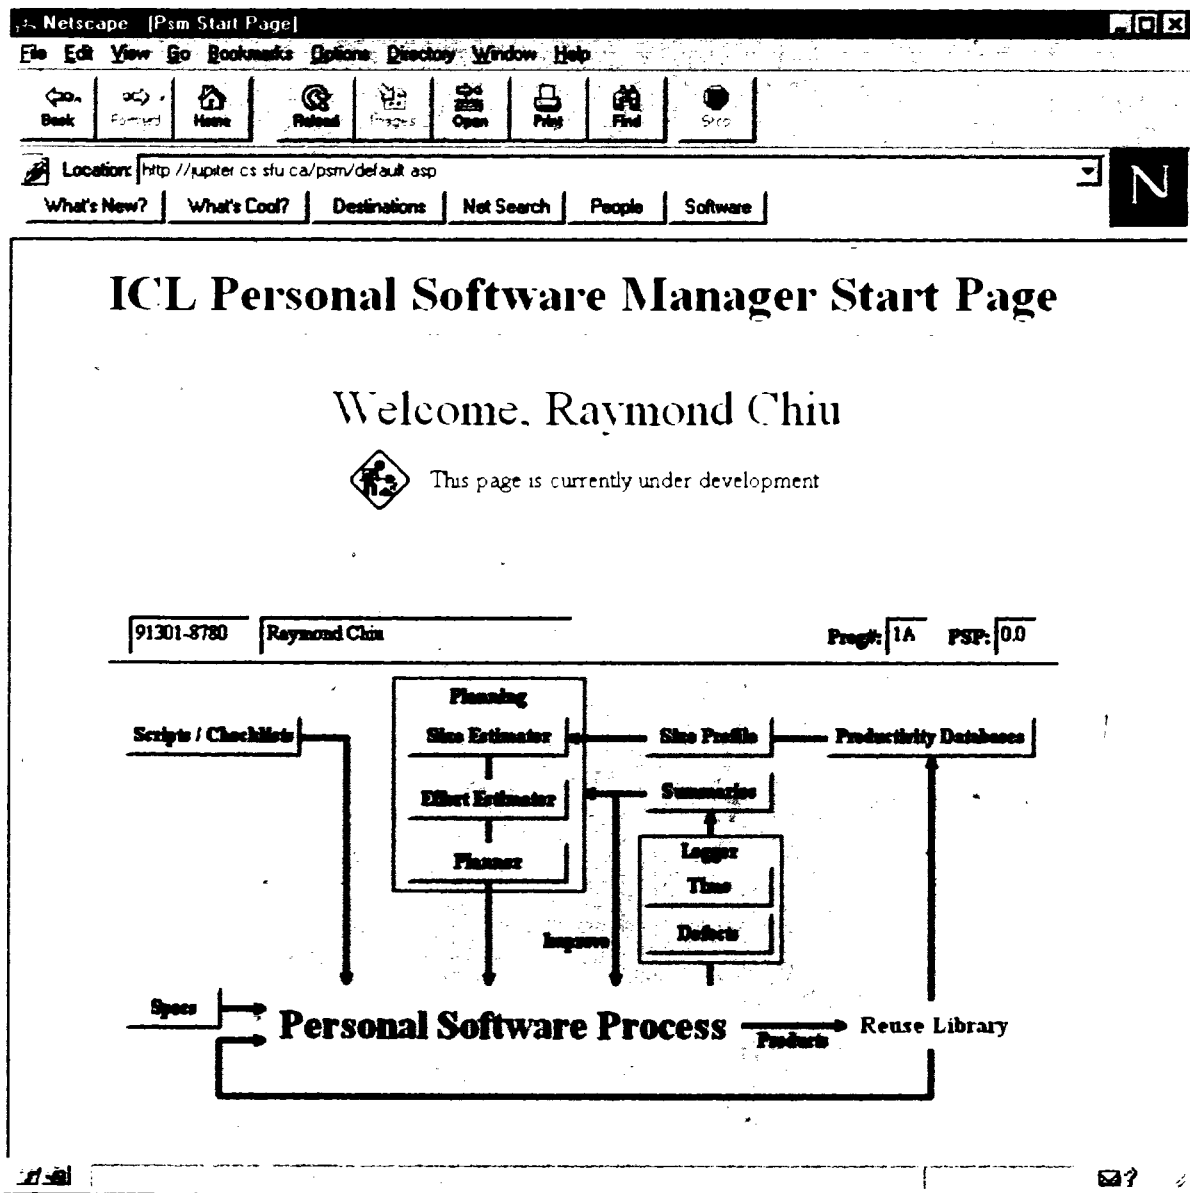 Netscape - [Psm Start Page]
File Edit View Go Bookmarks Options Directory Window Help
Back Forward Home Reload Images Open Print Find Stop
Location: http //jupiter cs sfu ca/psm/default asp
What's New? What's Cool? Destinations Net Search People Software
N
ICL Personal Software Manager Start Page
Welcome, Raymond Chiu
This page is currently under development
91301-8780 Raymond Chiu Prog#: 1A PSP: 0.0
Planning
Scripts / Checklists Size Estimator Size Profile Productivity Databases
Effort Estimator Summaries
Logger
Planner
Time
Defects
Improve
Specs
Personal Software Process Reuse Library
Products
?